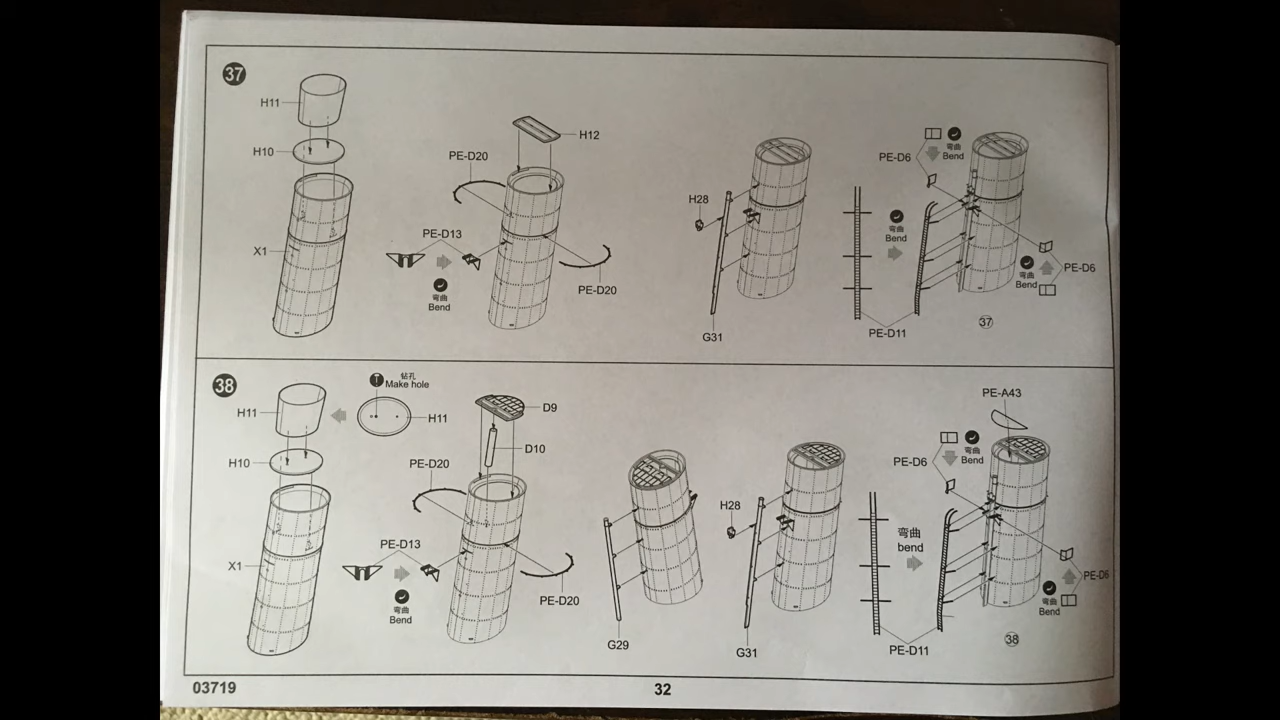 37
H11
H10
X1
PE-D20
H12
PE-D13
弯曲
Bend
PE-D20
H28
G31
PE-D6
弯曲
Bend
弯曲
Bend
弯曲
Bend
PE-D6
PE-D11
37
38
H11
钻孔
Make hole
H11
H10
X1
D9
D10
PE-D20
PE-D13
弯曲
Bend
PE-D20
G29
H28
G31
PE-A43
弯曲
Bend
PE-D6
弯曲
bend
弯曲
Bend
PE-D6
PE-D11
38
03719
32